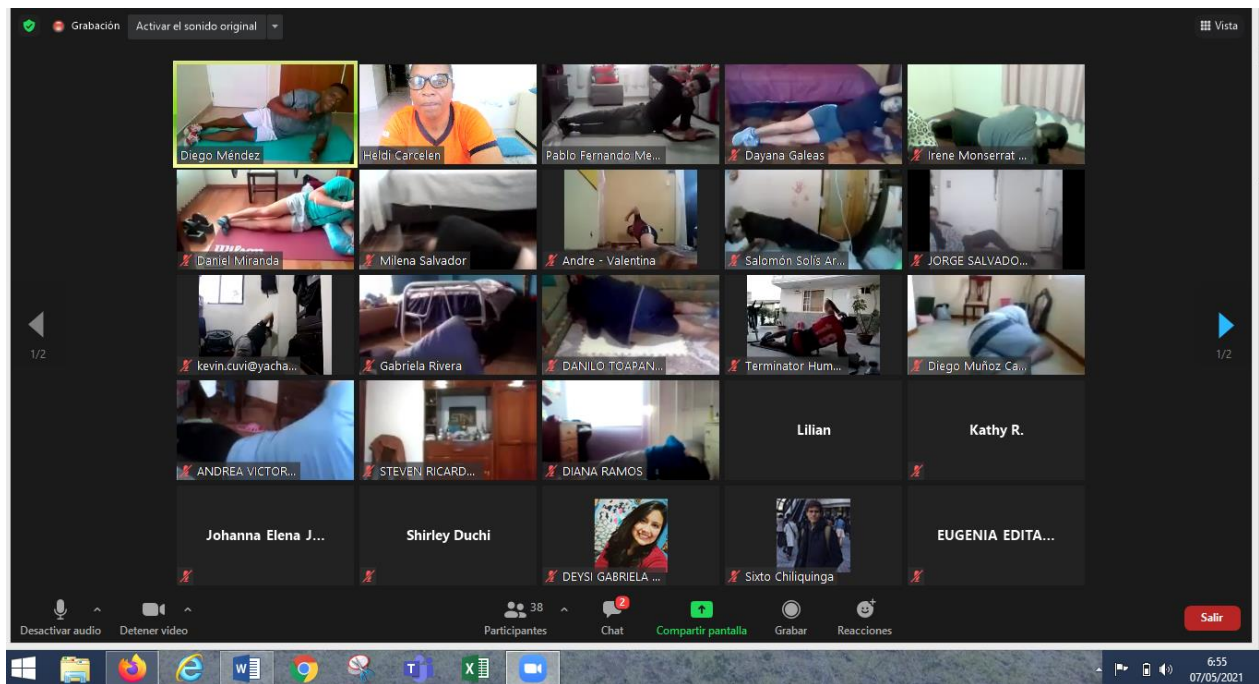 Grabación Activar el sonido original Vista
Diego Méndez Heldi Carcelen Pablo Fernando Me... Dayana Galeas Irene Monserrat ...
Wilson
Daniel Miranda Milena Salvador Andre - Valentina Salomón Solís Ar... JORGE SALVADO...
1/2 1/2
kevin.cuvi@yacha... Gabriela Rivera DANILO TOAPAN... Terminator Hum... Diego Muñoz Ca...
Lilian Kathy R.
ANDREA VICTOR... STEVEN RICARD... DIANA RAMOS
Johanna Elena J... Shirley Duchi EUGENIA EDITA...
DEYSI GABRIELA ... Sixto Chiliquinga
38 2
Desactivar audio Detener video Participantes Chat Compartir pantalla Grabar Reacciones Salir
6:55
07/05/2021